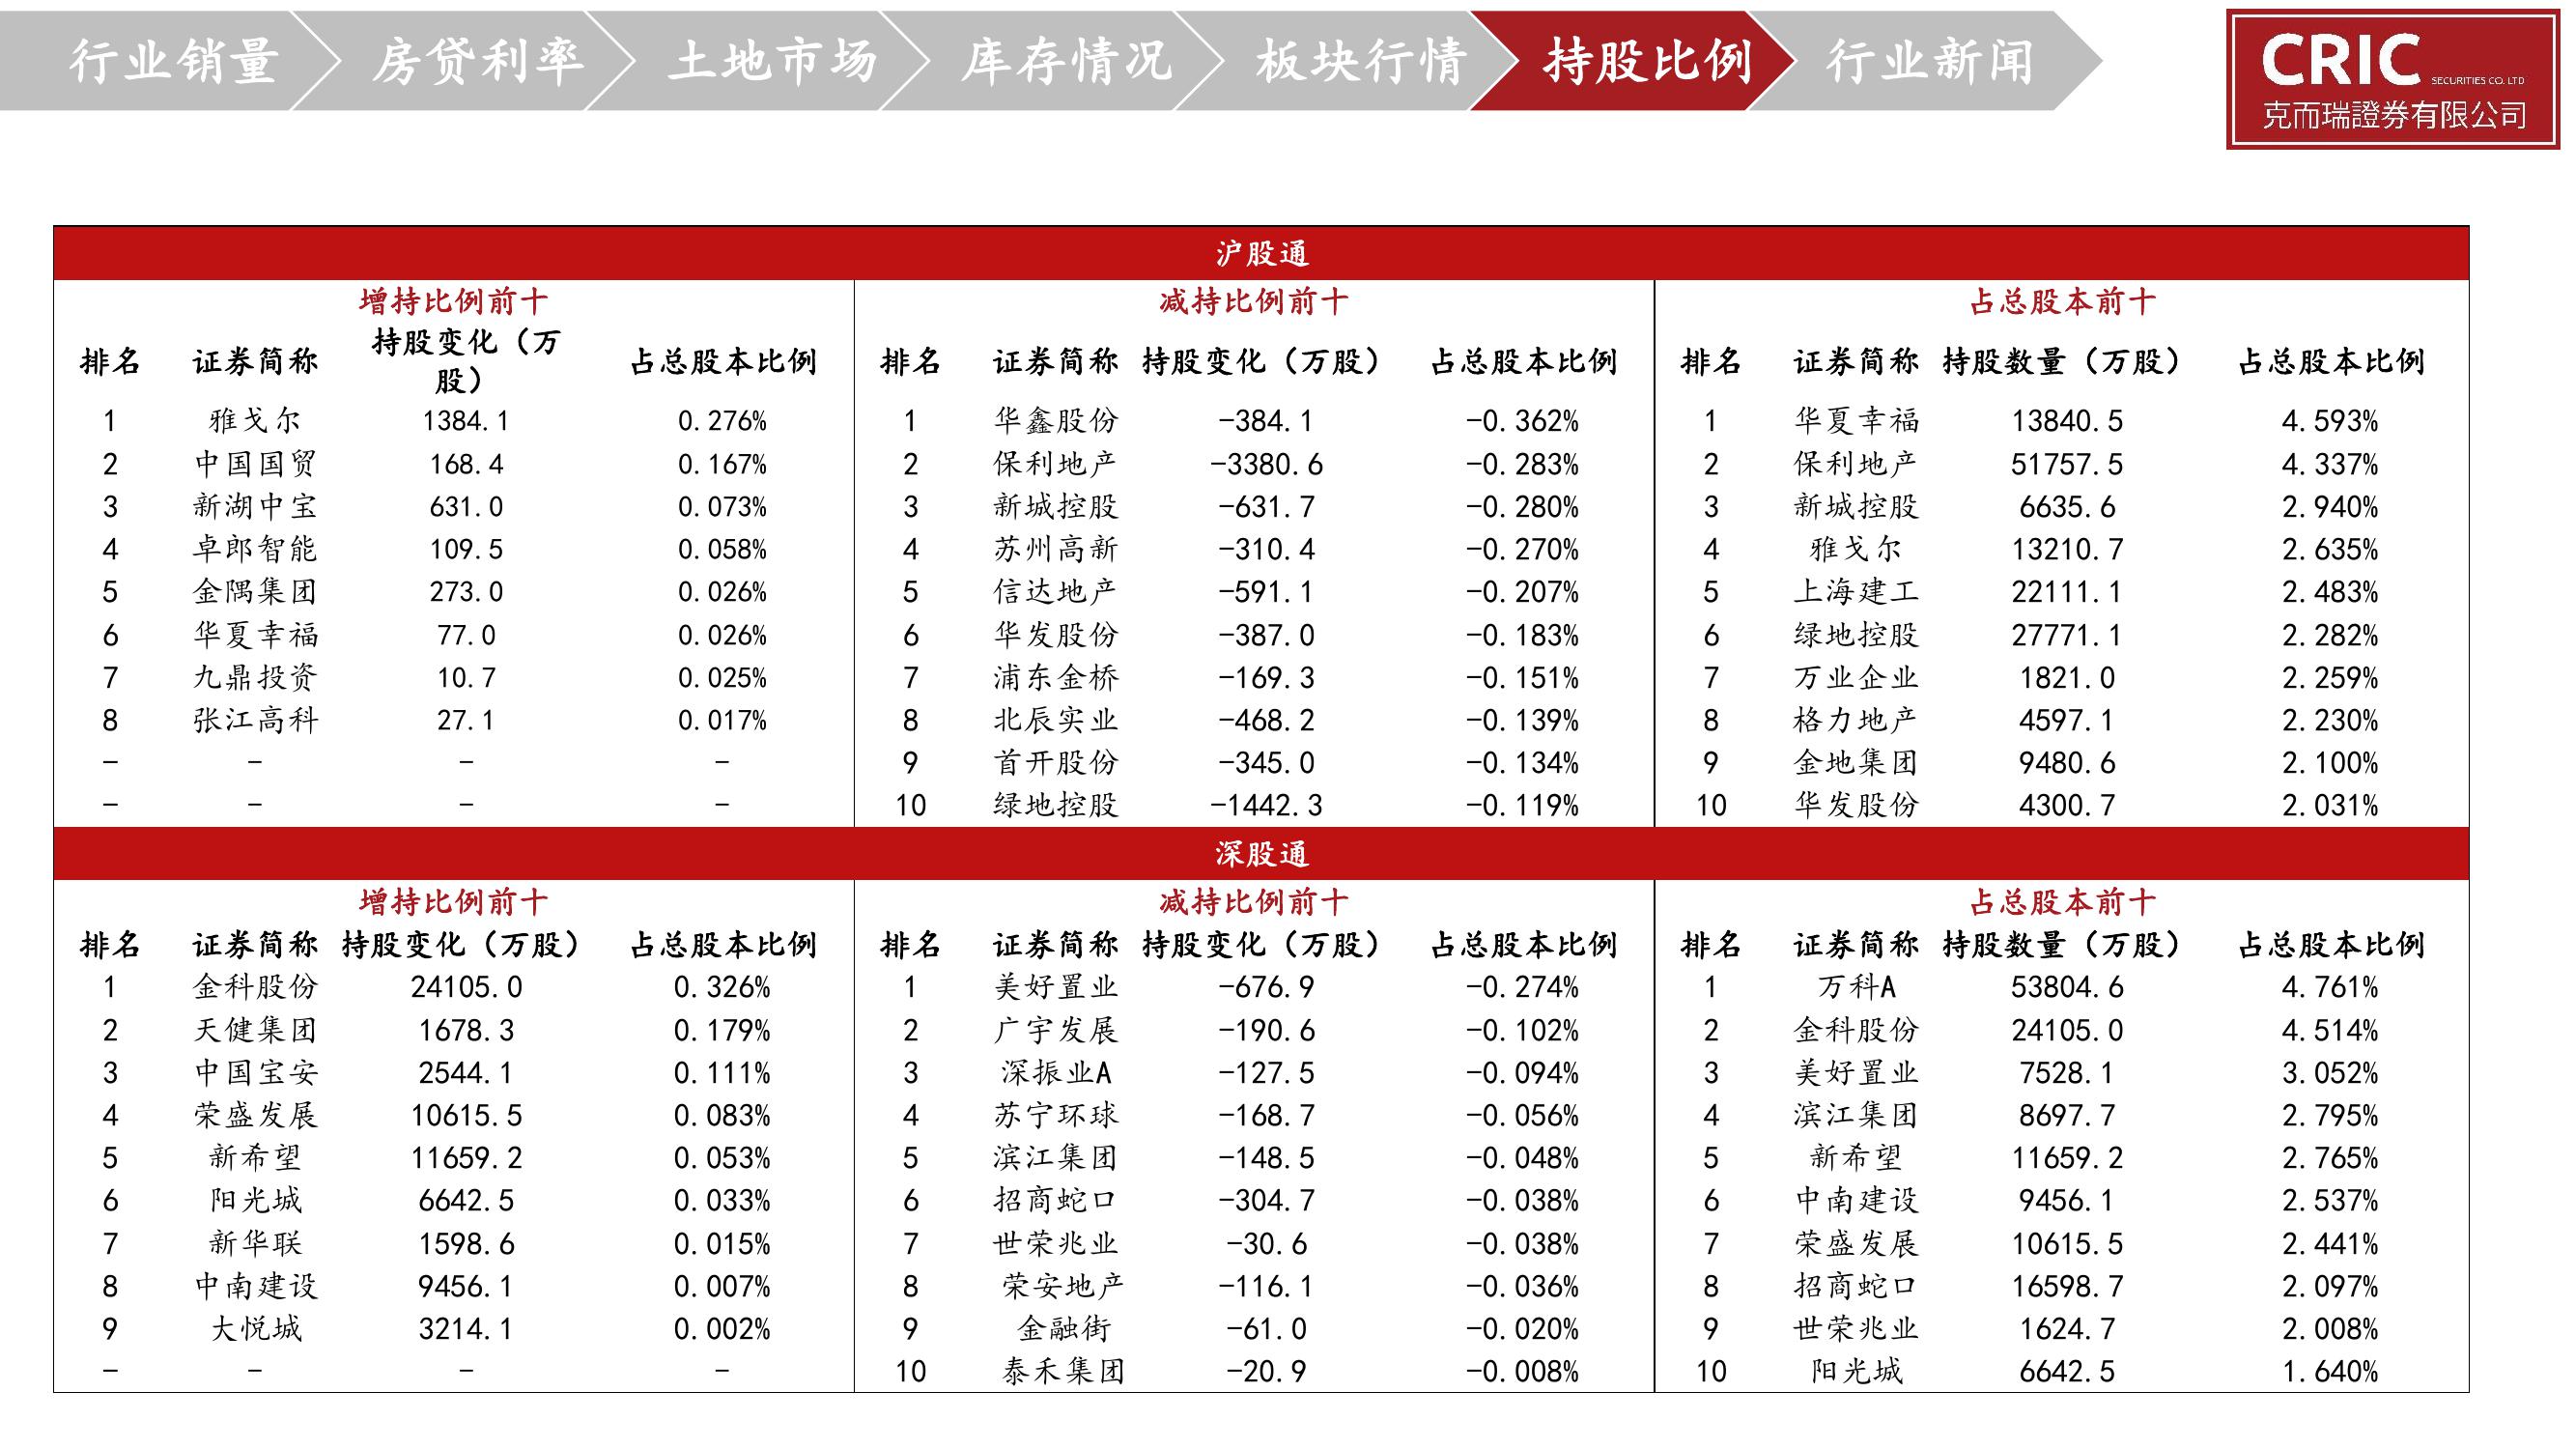 行业销量 房贷利率 土地市场 库存情况 板块行情 持股比例 行业新闻
CRIC SECURITIES CO. LTD
克而瑞證券有限公司
沪股通
增持比例前十 减持比例前十 占总股本前十
排名 证券简称 持股变化（万股） 占总股本比例 排名 证券简称 持股变化（万股） 占总股本比例 排名 证券简称 持股数量（万股） 占总股本比例
1 雅戈尔 1384.1 0.276% 1 华鑫股份 -384.1 -0.362% 1 华夏幸福 13840.5 4.593%
2 中国国贸 168.4 0.167% 2 保利地产 -3380.6 -0.283% 2 保利地产 51757.5 4.337%
3 新湖中宝 631.0 0.073% 3 新城控股 -631.7 -0.280% 3 新城控股 6635.6 2.940%
4 卓郎智能 109.5 0.058% 4 苏州高新 -310.4 -0.270% 4 雅戈尔 13210.7 2.635%
5 金隅集团 273.0 0.026% 5 信达地产 -591.1 -0.207% 5 上海建工 22111.1 2.483%
6 华夏幸福 77.0 0.026% 6 华发股份 -387.0 -0.183% 6 绿地控股 27771.1 2.282%
7 九鼎投资 10.7 0.025% 7 浦东金桥 -169.3 -0.151% 7 万业企业 1821.0 2.259%
8 张江高科 27.1 0.017% 8 北辰实业 -468.2 -0.139% 8 格力地产 4597.1 2.230%
- - - - 9 首开股份 -345.0 -0.134% 9 金地集团 9480.6 2.100%
- - - - 10 绿地控股 -1442.3 -0.119% 10 华发股份 4300.7 2.031%
深股通
增持比例前十 减持比例前十 占总股本前十
排名 证券简称 持股变化（万股） 占总股本比例 排名 证券简称 持股变化（万股） 占总股本比例 排名 证券简称 持股数量（万股） 占总股本比例
1 金科股份 24105.0 0.326% 1 美好置业 -676.9 -0.274% 1 万科A 53804.6 4.761%
2 天健集团 1678.3 0.179% 2 广宇发展 -190.6 -0.102% 2 金科股份 24105.0 4.514%
3 中国宝安 2544.1 0.111% 3 深振业A -127.5 -0.094% 3 美好置业 7528.1 3.052%
4 荣盛发展 10615.5 0.083% 4 苏宁环球 -168.7 -0.056% 4 滨江集团 8697.7 2.795%
5 新希望 11659.2 0.053% 5 滨江集团 -148.5 -0.048% 5 新希望 11659.2 2.765%
6 阳光城 6642.5 0.033% 6 招商蛇口 -304.7 -0.038% 6 中南建设 9456.1 2.537%
7 新华联 1598.6 0.015% 7 世荣兆业 -30.6 -0.038% 7 荣盛发展 10615.5 2.441%
8 中南建设 9456.1 0.007% 8 荣安地产 -116.1 -0.036% 8 招商蛇口 16598.7 2.097%
9 大悦城 3214.1 0.002% 9 金融街 -61.0 -0.020% 9 世荣兆业 1624.7 2.008%
- - - - 10 泰禾集团 -20.9 -0.008% 10 阳光城 6642.5 1.640%